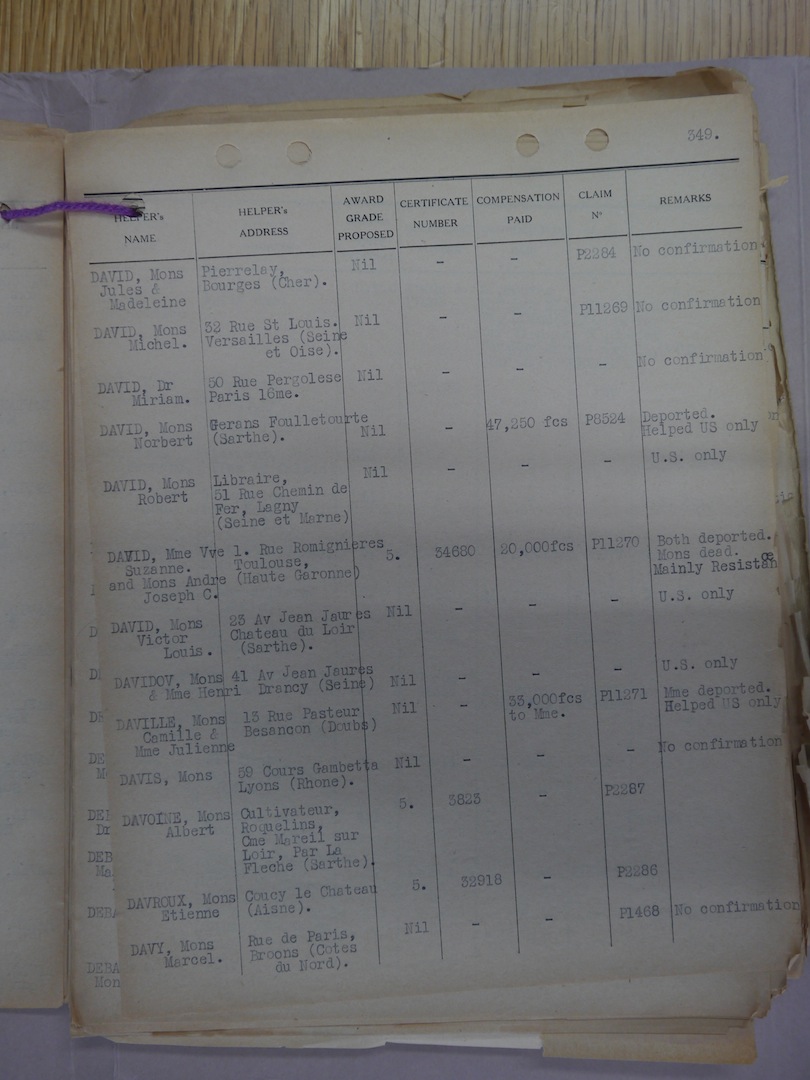 349.
HELPER's NAME | HELPER's ADDRESS | AWARD GRADE PROPOSED | CERTIFICATE NUMBER | COMPENSATION PAID | CLAIM Nº | REMARKS
DAVID, Mons | Pierrelay, | Nil | - | - | P2284 | No confirmation
Jules & | Bourges (Cher).
Madeleine
DAVID, Mons | 32 Rue St Louis. | Nil | - | - | P11269 | No confirmation
Michel. | Versailles (Seine
et Oise).
DAVID, Dr | 50 Rue Pergolese | Nil | - | - | - | No confirmation
Miriam. | Paris 16me.
DAVID, Mons | Gerans Foulletourte | Nil | - | 47,250 fcs | P8524 | Deported.
Norbert | (Sarthe). | Helped US only
DAVID, Mons | Libraire, | Nil | - | - | - | U.S. only
Robert | 51 Rue Chemin de
Fer, Lagny
(Seine et Marne)
DAVID, Mme Vve | 1. Rue Romignieres | 5. | 34680 | 20,000fcs | P11270 | Both deported.
Suzanne. | Toulouse, | Mons dead.
and Mons Andre | (Haute Garonne) | Mainly Resistance
Joseph C.
DAVID, Mons | 23 Av Jean Jaures | Nil | - | - | - | U.S. only
Victor | Chateau du Loir
Louis. | (Sarthe).
DAVIDOV, Mons | 41 Av Jean Jaures | Nil | - | - | - | U.S. only
& Mme Henri | Drancy (Seine)
DAVILLE, Mons | 13 Rue Pasteur | Nil | - | 33,000fcs | P11271 | Mme deported.
Camille & | Besancon (Doubs) | to Mme. | Helped US only
Mme Julienne
DAVIS, Mons | 59 Cours Gambetta | Nil | - | - | - | No confirmation
Lyons (Rhone).
DAVOINE, Mons | Cultivateur, | 5. | 3823 | - | P2287
Albert | Roquelins,
Cme Mareil sur
Loir, Par La
Fleche (Sarthe).
DAVROUX, Mons | Coucy le Chateau | 5. | 32918 | - | P2286
Etienne | (Aisne).
DAVY, Mons | Rue de Paris, | Nil | - | - | P1468 | No confirmation
Marcel. | Broons (Cotes
du Nord).